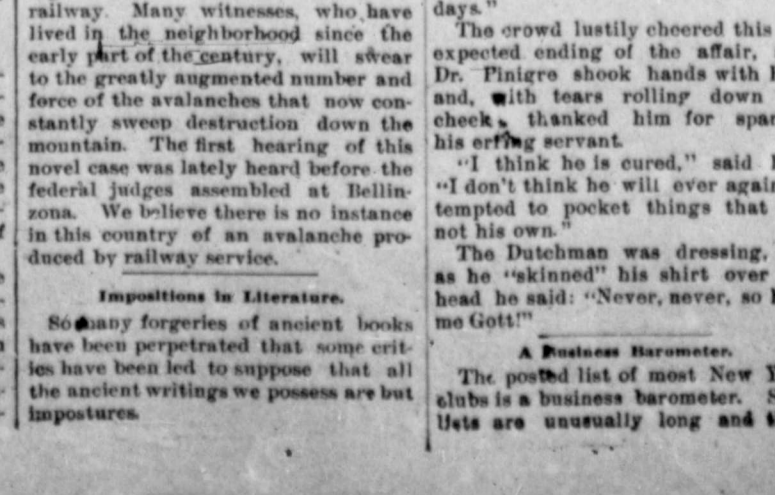 railway. Many witnesses, who have
lived in the neighborhood since the
early part of the century, will swear
to the greatly augmented number and
force of the avalanches that now con-
stantly sweep destruction down the
mountain. The first hearing of this
novel case was lately heard before the
federal judges assembled at Bellin-
zona. We believe there is no instance
in this country of an avalanche pro-
duced by railway service.
Impositions in Literature.
So many forgeries of ancient books
have been perpetrated that some crit-
ics have been led to suppose that all
the ancient writings we possess are but
impostures.
days."
The crowd lustily cheered this
expected ending of the affair,
Dr. Pinigre shook hands with
and, with tears rolling down
cheek, thanked him for spar
his erring servant.
"I think he is cured," said
"I don't think he will ever again
tempted to pocket things that
not his own."
The Dutchman was dressing,
as he "skinned" his shirt over
head he said: "Never, never, so
me Gott!"
A Business Barometer.
The posted list of most New Y
clubs is a business barometer. S
lists are unusually long and